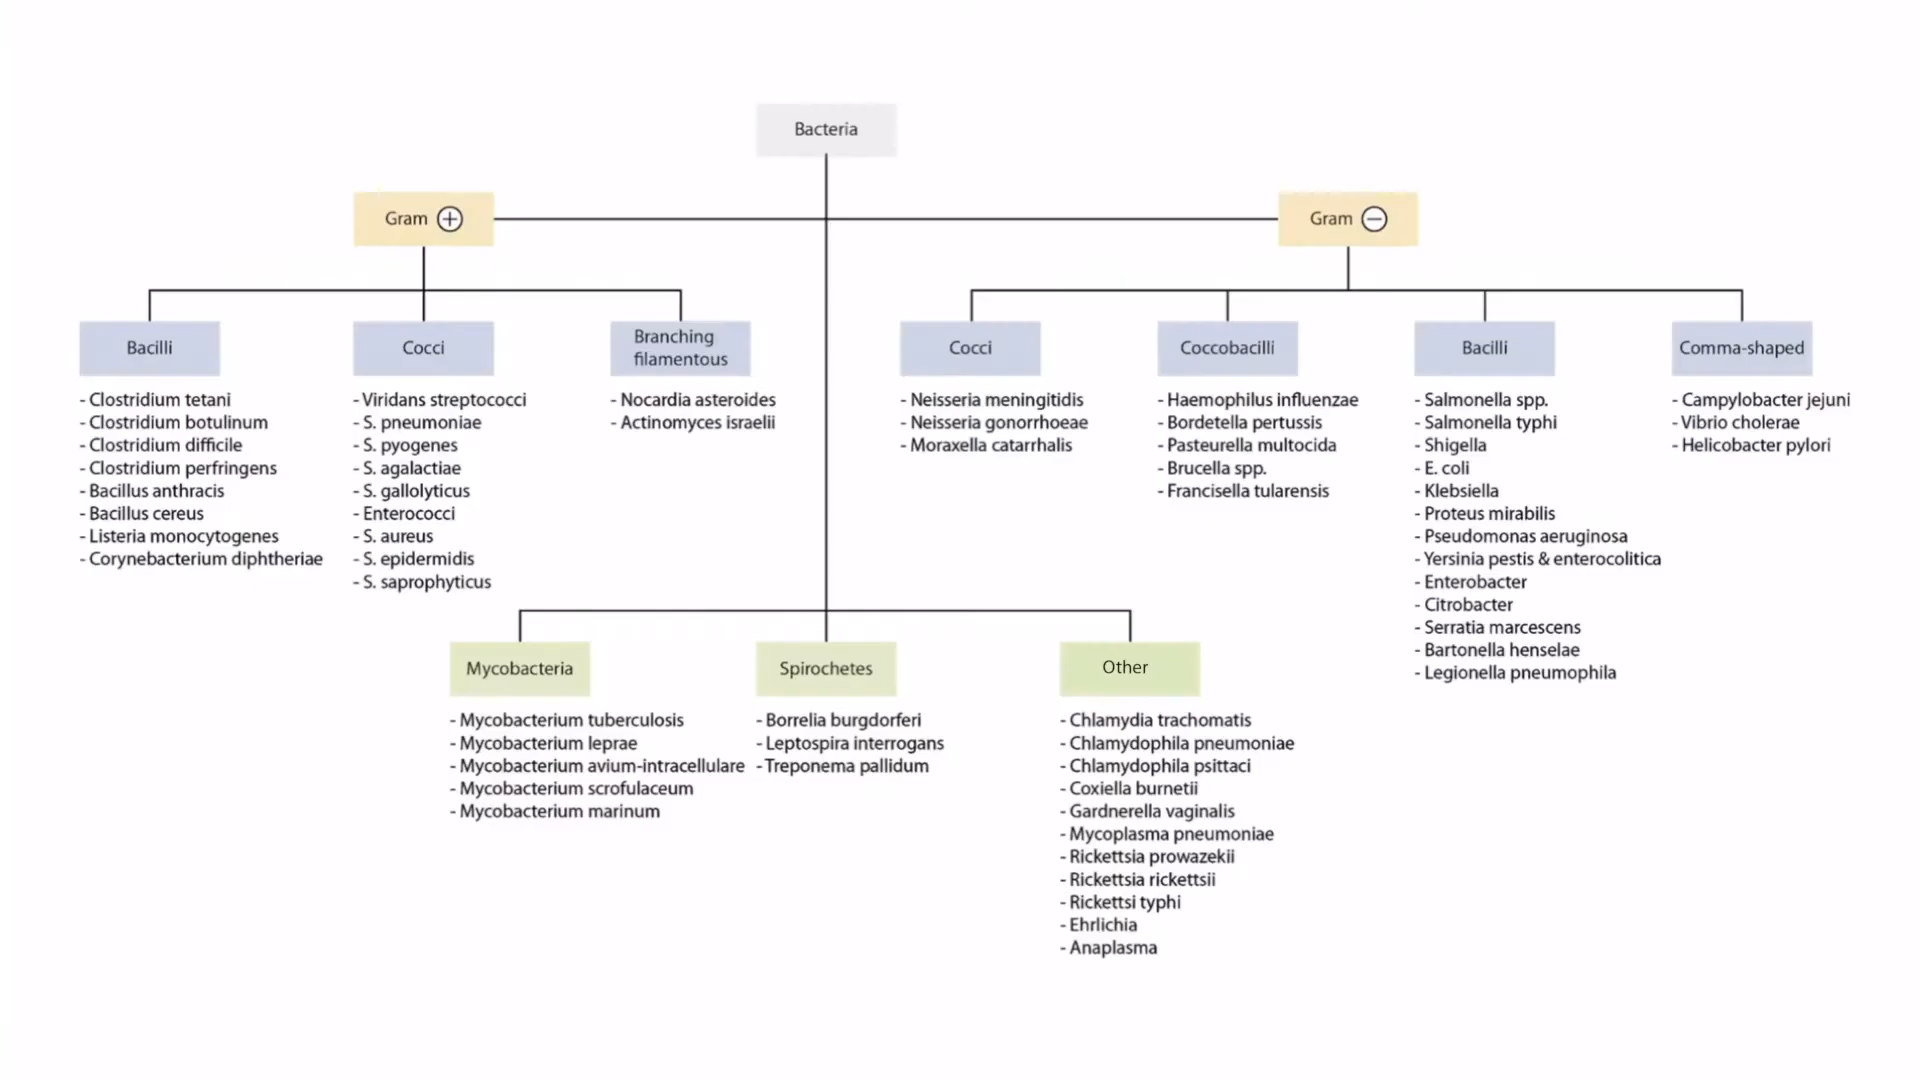 Bacteria
Gram +
Gram −
Bacilli
- Clostridium tetani
- Clostridium botulinum
- Clostridium difficile
- Clostridium perfringens
- Bacillus anthracis
- Bacillus cereus
- Listeria monocytogenes
- Corynebacterium diphtheriae
Cocci
- Viridans streptococci
- S. pneumoniae
- S. pyogenes
- S. agalactiae
- S. gallolyticus
- Enterococci
- S. aureus
- S. epidermidis
- S. saprophyticus
Branching
filamentous
- Nocardia asteroides
- Actinomyces israelii
Cocci
- Neisseria meningitidis
- Neisseria gonorrhoeae
- Moraxella catarrhalis
Coccobacilli
- Haemophilus influenzae
- Bordetella pertussis
- Pasteurella multocida
- Brucella spp.
- Francisella tularensis
Bacilli
- Salmonella spp.
- Salmonella typhi
- Shigella
- E. coli
- Klebsiella
- Proteus mirabilis
- Pseudomonas aeruginosa
- Yersinia pestis & enterocolitica
- Enterobacter
- Citrobacter
- Serratia marcescens
- Bartonella henselae
- Legionella pneumophila
Comma-shaped
- Campylobacter jejuni
- Vibrio cholerae
- Helicobacter pylori
Mycobacteria
- Mycobacterium tuberculosis
- Mycobacterium leprae
- Mycobacterium avium-intracellulare
- Mycobacterium scrofulaceum
- Mycobacterium marinum
Spirochetes
- Borrelia burgdorferi
- Leptospira interrogans
- Treponema pallidum
Other
- Chlamydia trachomatis
- Chlamydophila pneumoniae
- Chlamydophila psittaci
- Coxiella burnetii
- Gardnerella vaginalis
- Mycoplasma pneumoniae
- Rickettsia prowazekii
- Rickettsia rickettsii
- Rickettsi typhi
- Ehrlichia
- Anaplasma